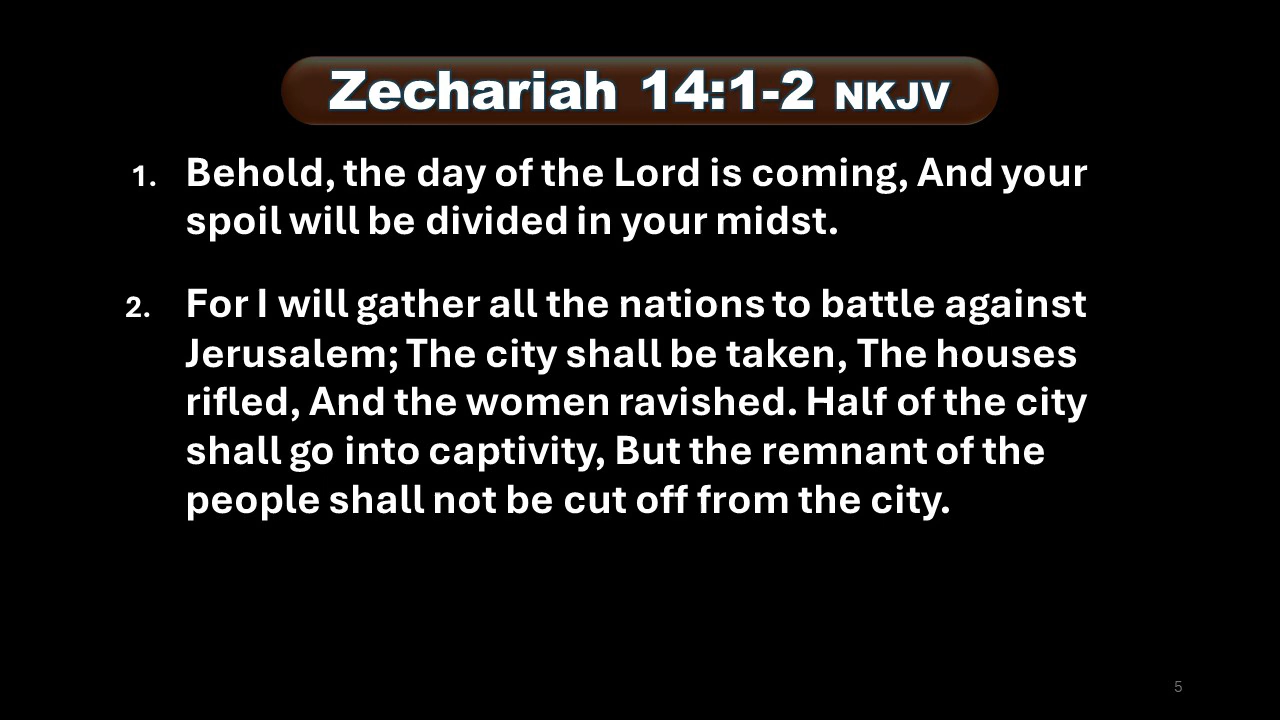 Zechariah 14:1-2 NKJV
1. Behold, the day of the Lord is coming, And your
spoil will be divided in your midst.
2. For I will gather all the nations to battle against
Jerusalem; The city shall be taken, The houses
rifled, And the women ravished. Half of the city
shall go into captivity, But the remnant of the
people shall not be cut off from the city.
5